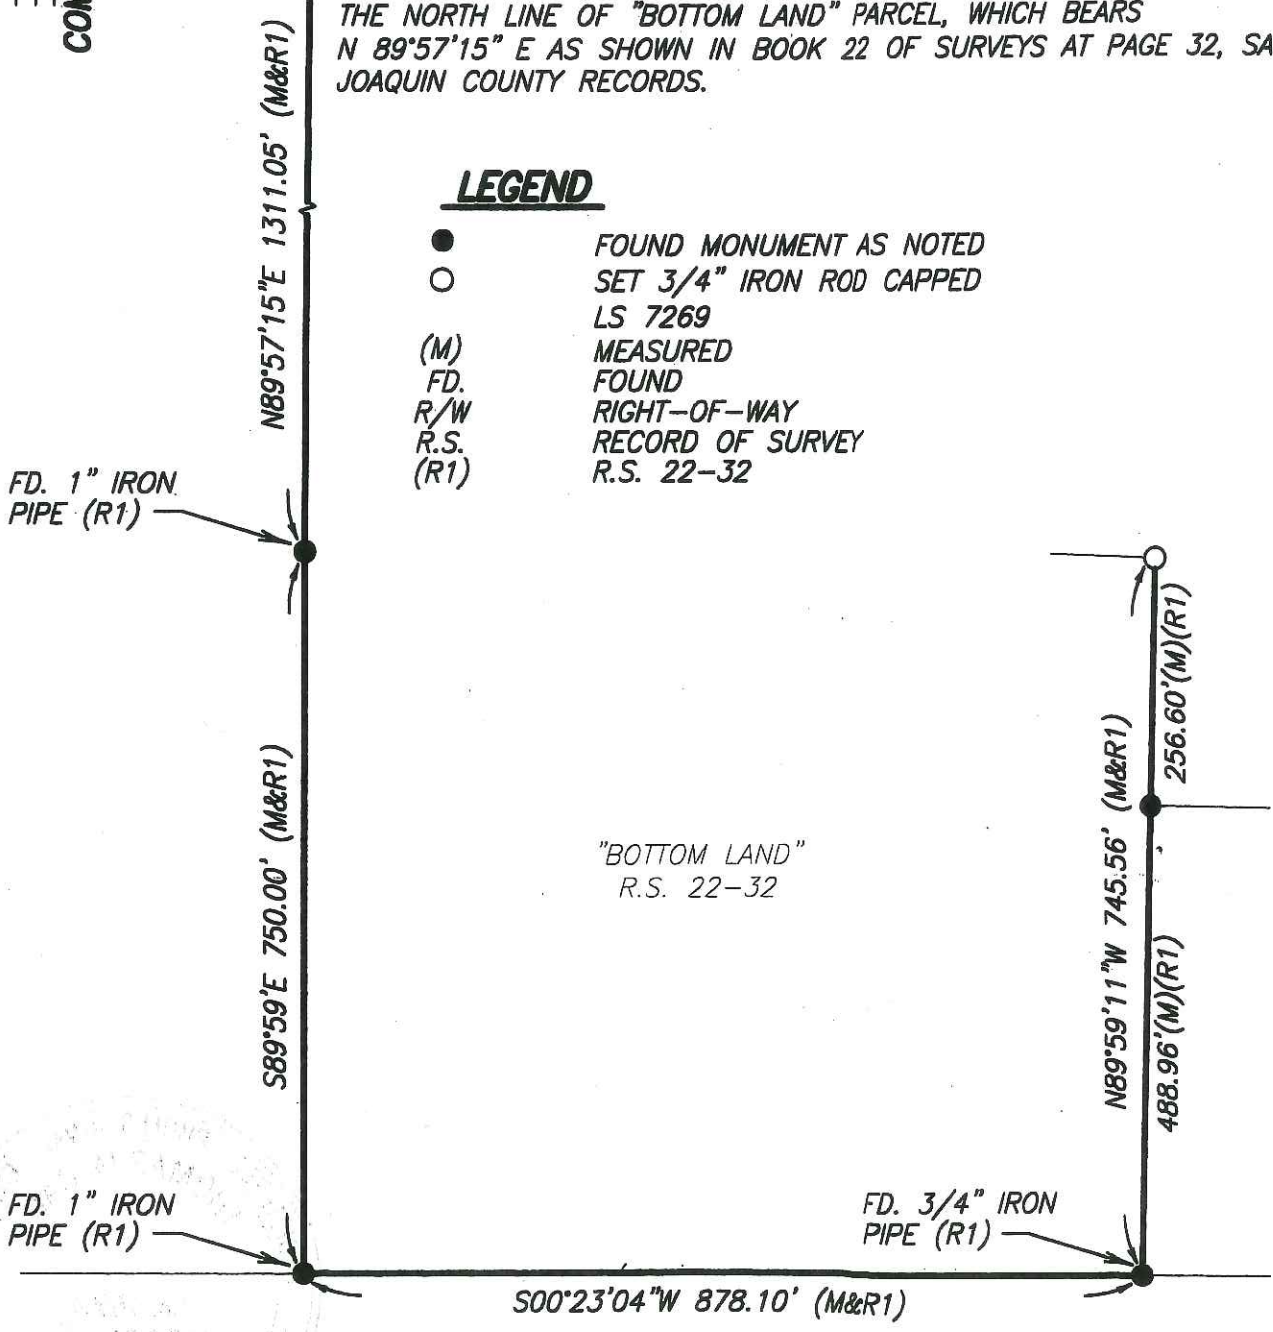 CON
THE NORTH LINE OF "BOTTOM LAND" PARCEL, WHICH BEARS
N 89°57'15" E AS SHOWN IN BOOK 22 OF SURVEYS AT PAGE 32, SA
JOAQUIN COUNTY RECORDS.
N89°57'15"E 1311.05' (M&R1)
LEGEND
FOUND MONUMENT AS NOTED
SET 3/4" IRON ROD CAPPED
LS 7269
(M) MEASURED
FD. FOUND
R/W RIGHT-OF-WAY
R.S. RECORD OF SURVEY
(R1) R.S. 22-32
FD. 1" IRON
PIPE (R1)
256.60'(M)(R1)
S89°59'E 750.00' (M&R1)
N89°59'11"W 745.56' (M&R1)
"BOTTOM LAND"
R.S. 22-32
488.96'(M)(R1)
FD. 1" IRON
PIPE (R1)
FD. 3/4" IRON
PIPE (R1)
S00°23'04"W 878.10' (M&R1)